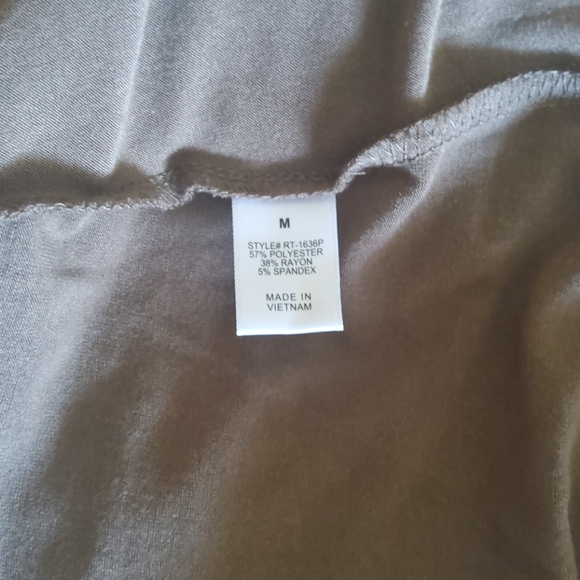 M
STYLE# RT-1636P
57% POLYESTER
38% RAYON
5% SPANDEX
MADE IN
VIETNAM